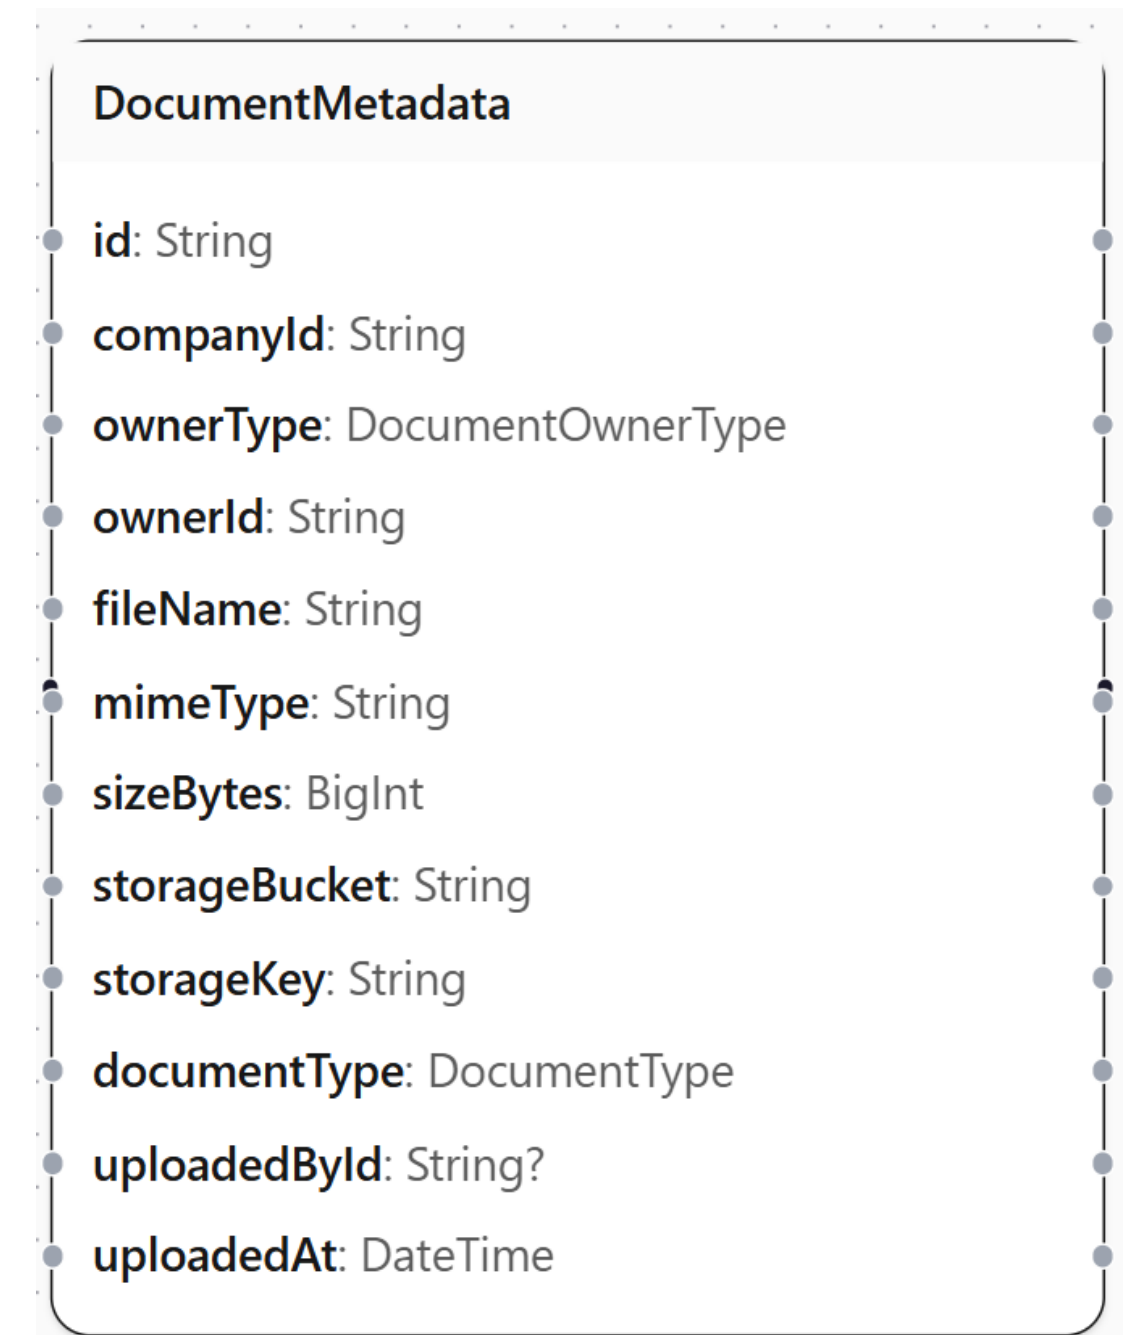 DocumentMetadata
id: String
companyId: String
ownerType: DocumentOwnerType
ownerId: String
fileName: String
mimeType: String
sizeBytes: BigInt
storageBucket: String
storageKey: String
documentType: DocumentType
uploadedById: String?
uploadedAt: DateTime